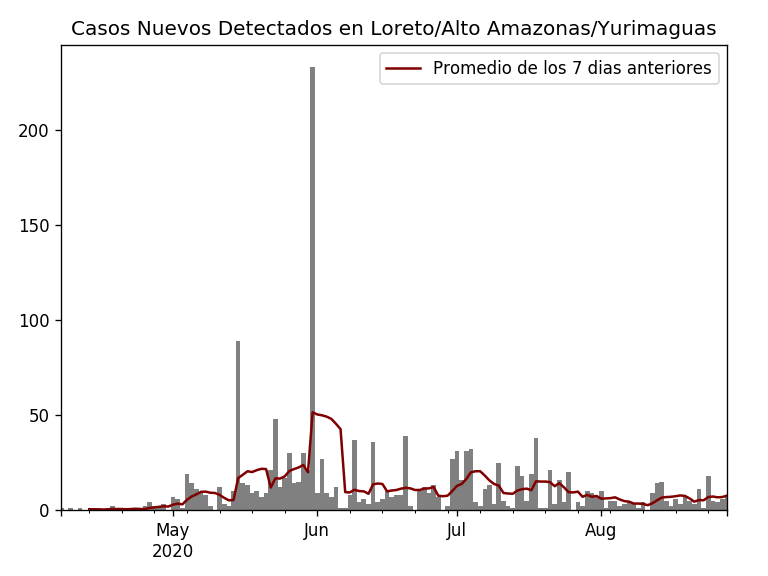 Casos Nuevos Detectados en Loreto/Alto Amazonas/Yurimaguas
Promedio de los 7 dias anteriores
200
150
100
50
0
May Jun Jul Aug
2020